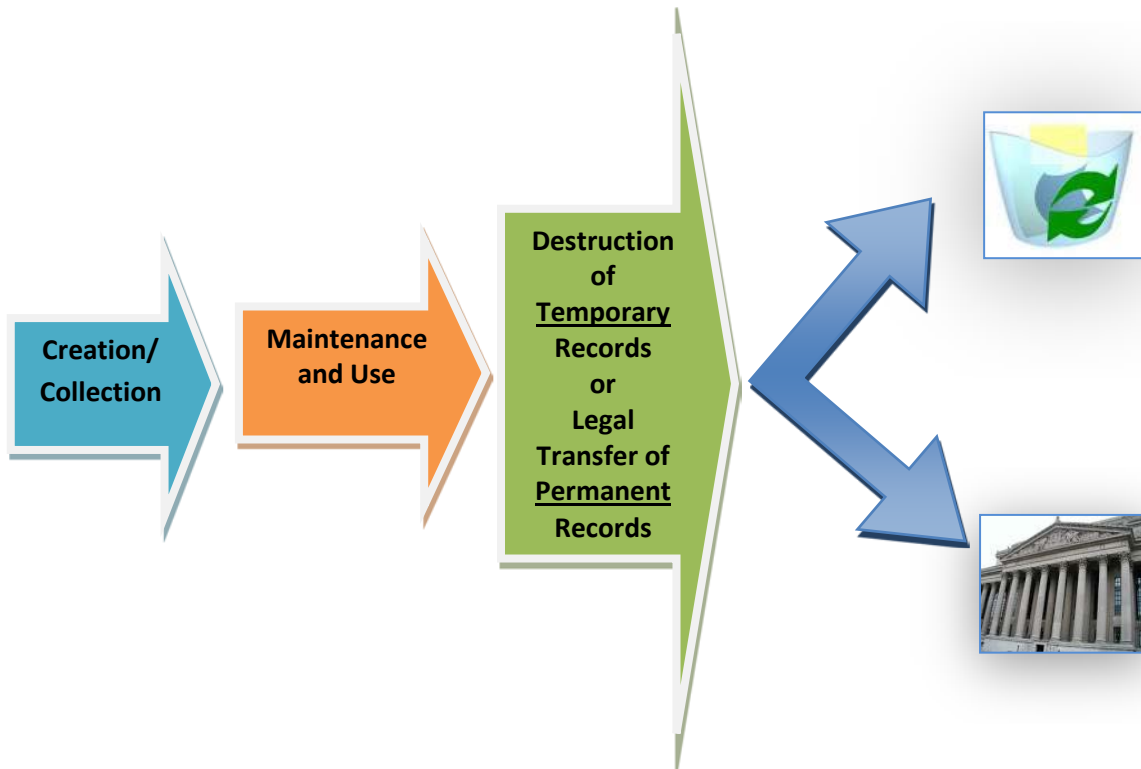 Creation/
Collection
Maintenance
and Use
Destruction
of
Temporary
Records
or
Legal
Transfer of
Permanent
Records